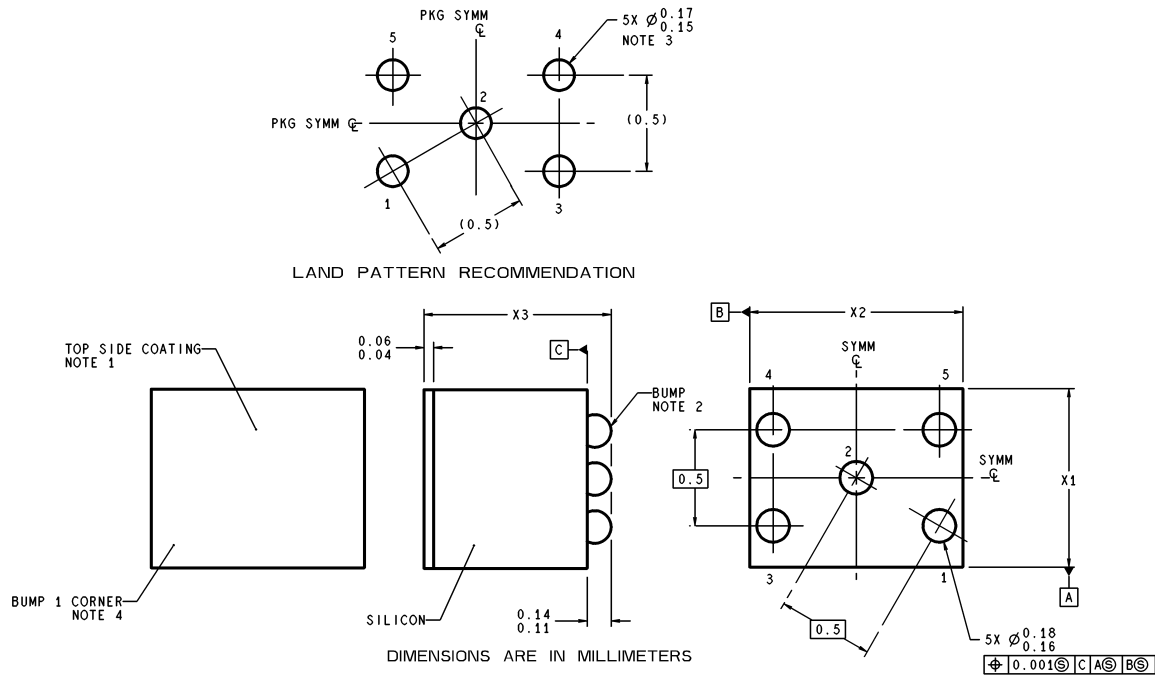 PKG SYMM
℄
5X Ø 0.17
0.15
NOTE 3
5
4
2
PKG SYMM ℄
(0.5)
1
3
(0.5)
LAND PATTERN RECOMMENDATION
TOP SIDE COATING
NOTE 1
BUMP 1 CORNER
NOTE 4
X3
0.06
0.04
C
BUMP
NOTE 2
SILICON
0.14
0.11
B
X2
SYMM
℄
4
5
2
0.5
SYMM
℄
X1
3
1
A
0.5
5X Ø 0.18
0.16
⌖ 0.001Ⓢ C AⓈ BⓈ
DIMENSIONS ARE IN MILLIMETERS